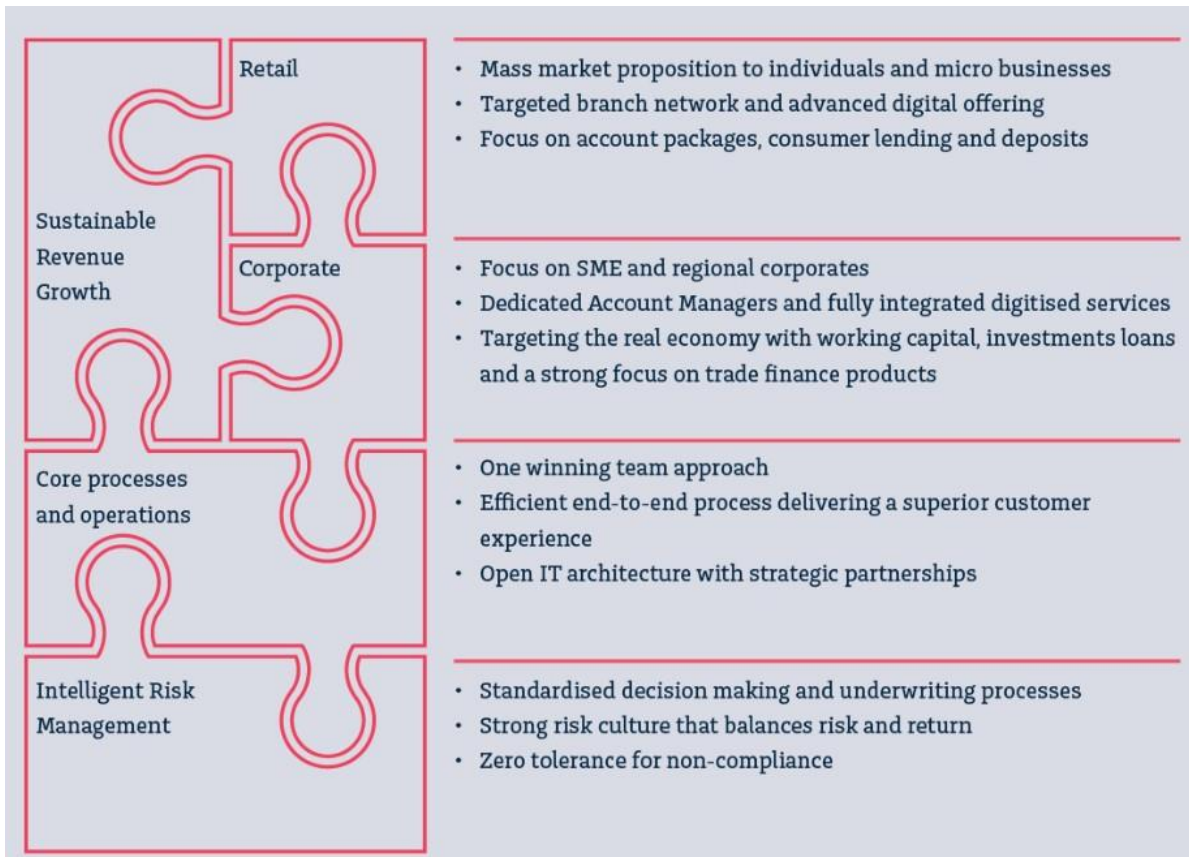 Retail
• Mass market proposition to individuals and micro businesses
• Targeted branch network and advanced digital offering
• Focus on account packages, consumer lending and deposits
Sustainable
Revenue
Growth
Corporate
• Focus on SME and regional corporates
• Dedicated Account Managers and fully integrated digitised services
• Targeting the real economy with working capital, investments loans
and a strong focus on trade finance products
Core processes
and operations
• One winning team approach
• Efficient end-to-end process delivering a superior customer
experience
• Open IT architecture with strategic partnerships
Intelligent Risk
Management
• Standardised decision making and underwriting processes
• Strong risk culture that balances risk and return
• Zero tolerance for non-compliance